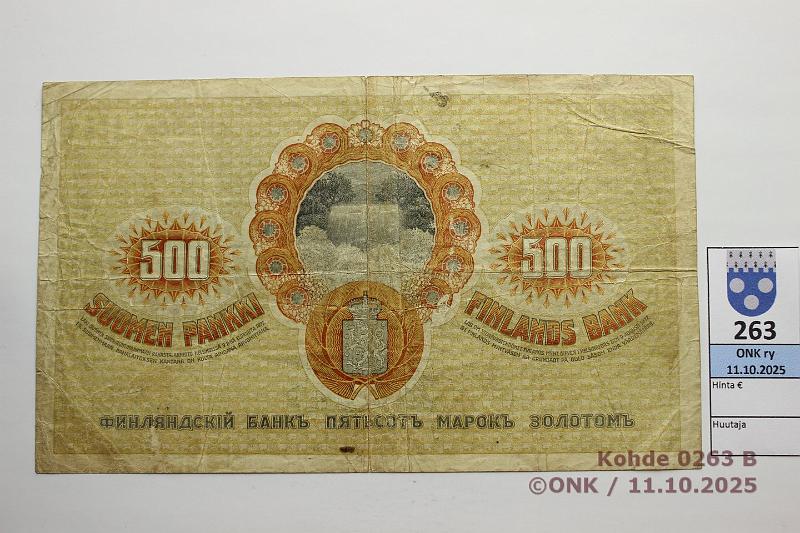 500
500
SUOMEN PANKKI
FINLANDS BANK
ФИНЛЯНДСКІЙ БАНКЪ ПЯТЬСОТЪ МАРОКЪ ЗОЛОТОМЪ
263
ONK ry
11.10.2025
Hinta €
Huutaja
Kohde 0263 B
©ONK / 11.10.2025